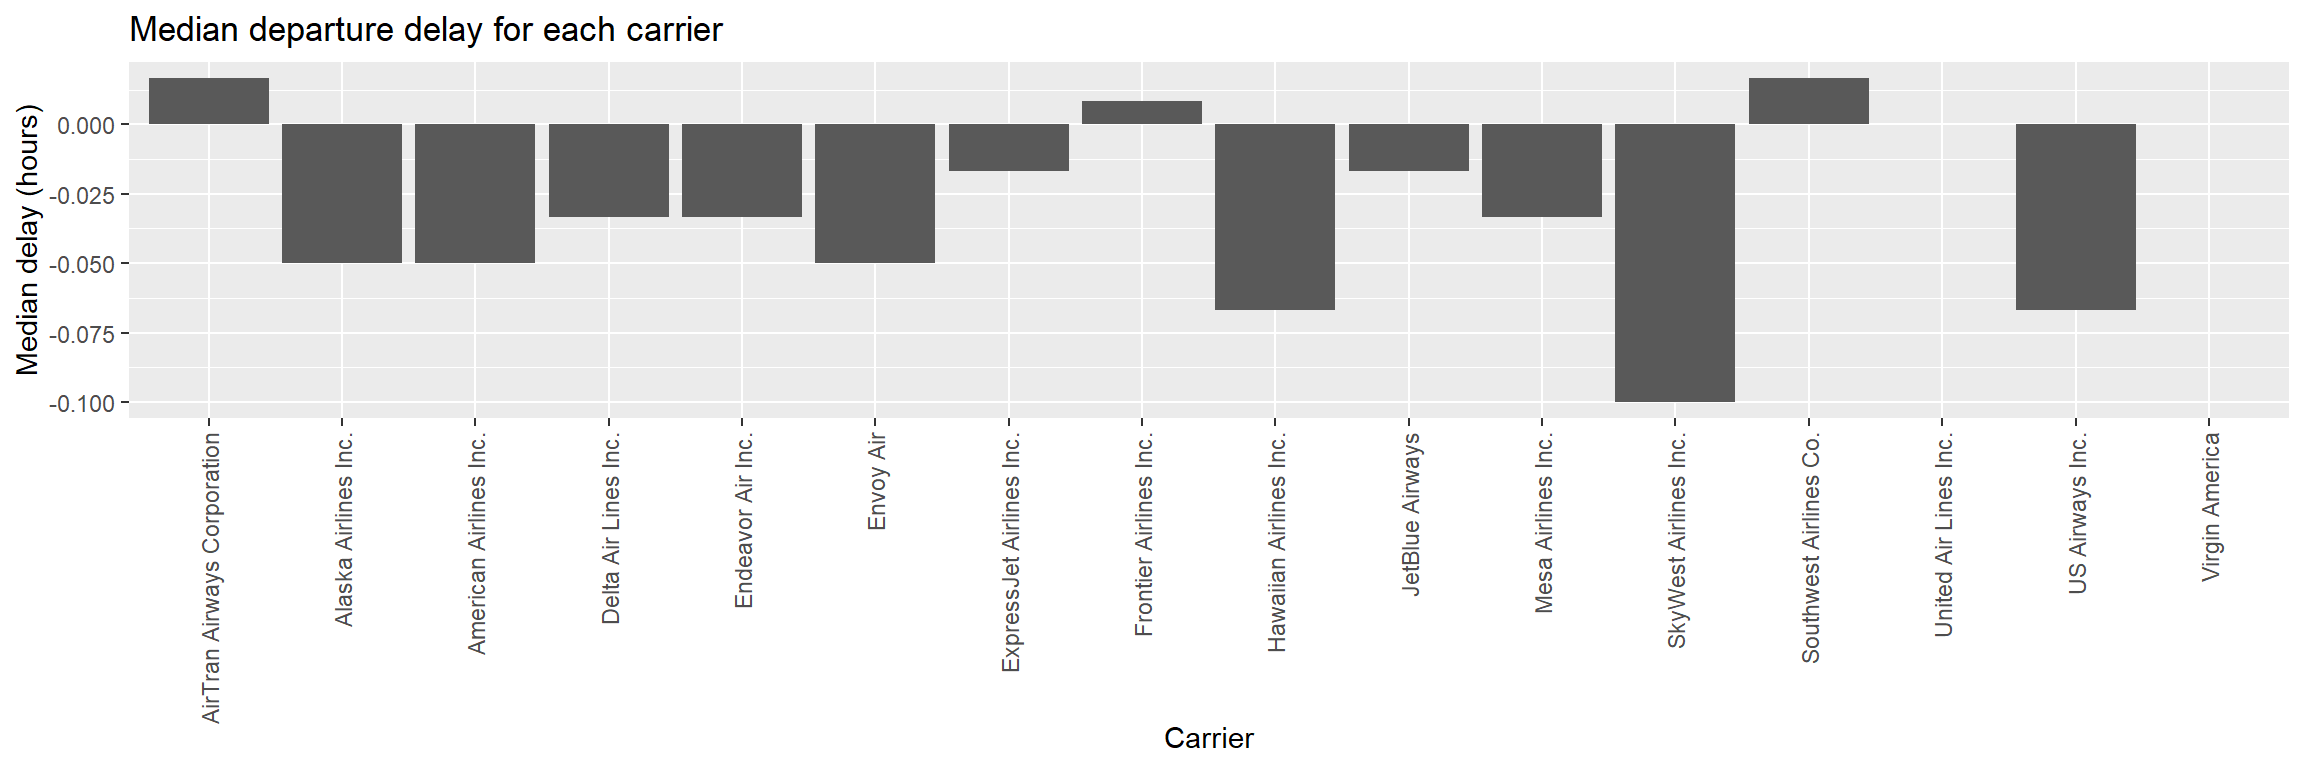 Median departure delay for each carrier
Median delay (hours)
0.000
-0.025
-0.050
-0.075
-0.100
AirTran Airways Corporation
Alaska Airlines Inc.
American Airlines Inc.
Delta Air Lines Inc.
Endeavor Air Inc.
Envoy Air
ExpressJet Airlines Inc.
Frontier Airlines Inc.
Hawaiian Airlines Inc.
JetBlue Airways
Mesa Airlines Inc.
SkyWest Airlines Inc.
Southwest Airlines Co.
United Air Lines Inc.
US Airways Inc.
Virgin America
Carrier